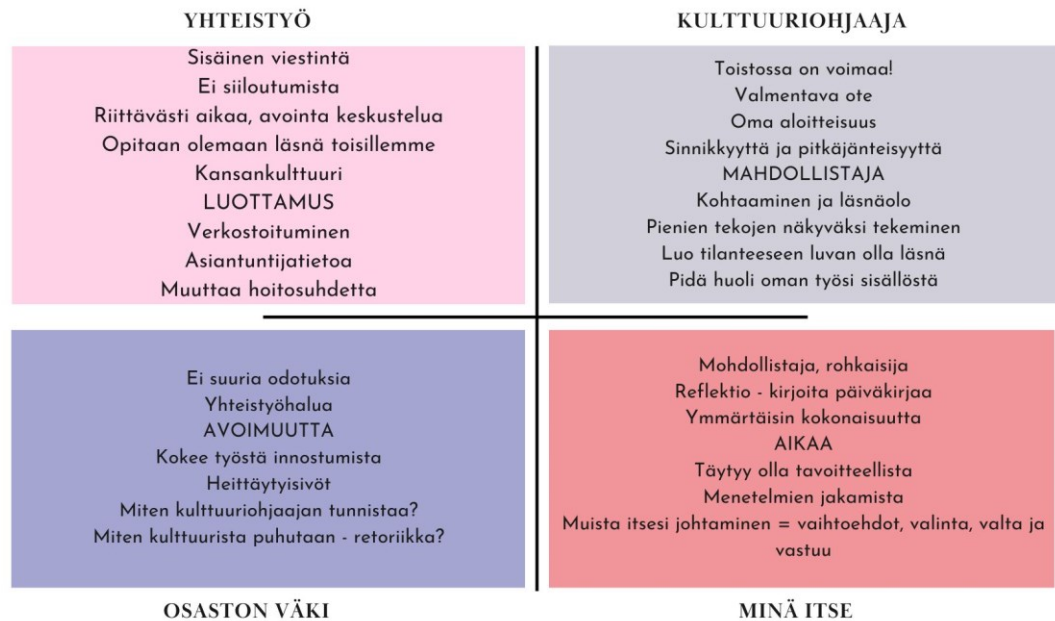 YHTEISTYÖ
Sisäinen viestintä
Ei siiloutumista
Riittävästi aikaa, avointa keskustelua
Opitaan olemaan läsnä toisillemme
Kansankulttuuri
LUOTTAMUS
Verkostoituminen
Asiantuntijatietoa
Muuttaa hoitosuhdetta
KULTTUURIOHJAAJA
Toistossa on voimaa!
Valmentava ote
Oma aloitteisuus
Sinnikkyyttä ja pitkäjänteisyyttä
MAHDOLLISTAJA
Kohtaaminen ja läsnäolo
Pienien tekojen näkyväksi tekeminen
Luo tilanteeseen luvan olla läsnä
Pidä huoli oman työsi sisällöstä
Ei suuria odotuksia
Yhteistyöhalua
AVOIMUUTTA
Kokee työstä innostumista
Heittäytyisivöt
Miten kulttuuriohjaajan tunnistaa?
Miten kulttuurista puhutaan - retoriikka?
OSASTON VÄKI
Mohdollistaja, rohkaisija
Reflektio - kirjoita päiväkirjaa
Ymmärtäisin kokonaisuutta
AIKAA
Täytyy olla tavoitteellista
Menetelmien jakamista
Muista itsesi johtaminen = vaihtoehdot, valinta, valta ja
vastuu
MINÄ ITSE